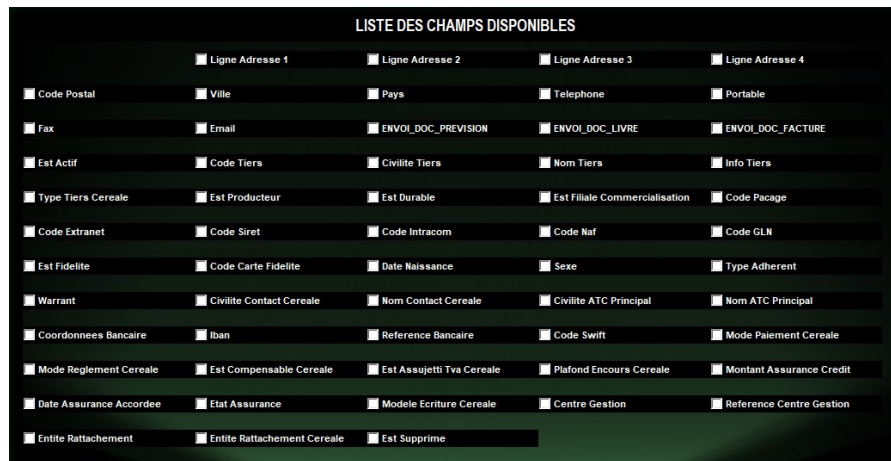 LISTE DES CHAMPS DISPONIBLES
Ligne Adresse 1 Ligne Adresse 2 Ligne Adresse 3 Ligne Adresse 4
Code Postal Ville Pays Telephone Portable
Fax Email ENVOI_DOC_PREVISION ENVOI_DOC_LIVRE ENVOI_DOC_FACTURE
Est Actif Code Tiers Civilite Tiers Nom Tiers Info Tiers
Type Tiers Cereale Est Producteur Est Durable Est Filiale Commercialisation Code Pacage
Code Extranet Code Siret Code Intracom Code Naf Code GLN
Est Fidelite Code Carte Fidelite Date Naissance Sexe Type Adherent
Warrant Civilite Contact Cereale Nom Contact Cereale Civilite ATC Principal Nom ATC Principal
Coordonnees Bancaire Iban Reference Bancaire Code Swift Mode Paiement Cereale
Mode Reglement Cereale Est Compensable Cereale Est Assujetti Tva Cereale Plafond Encours Cereale Montant Assurance Credit
Date Assurance Accordee Etat Assurance Modele Ecriture Cereale Centre Gestion Reference Centre Gestion
Entite Rattachement Entite Rattachement Cereale Est Supprime